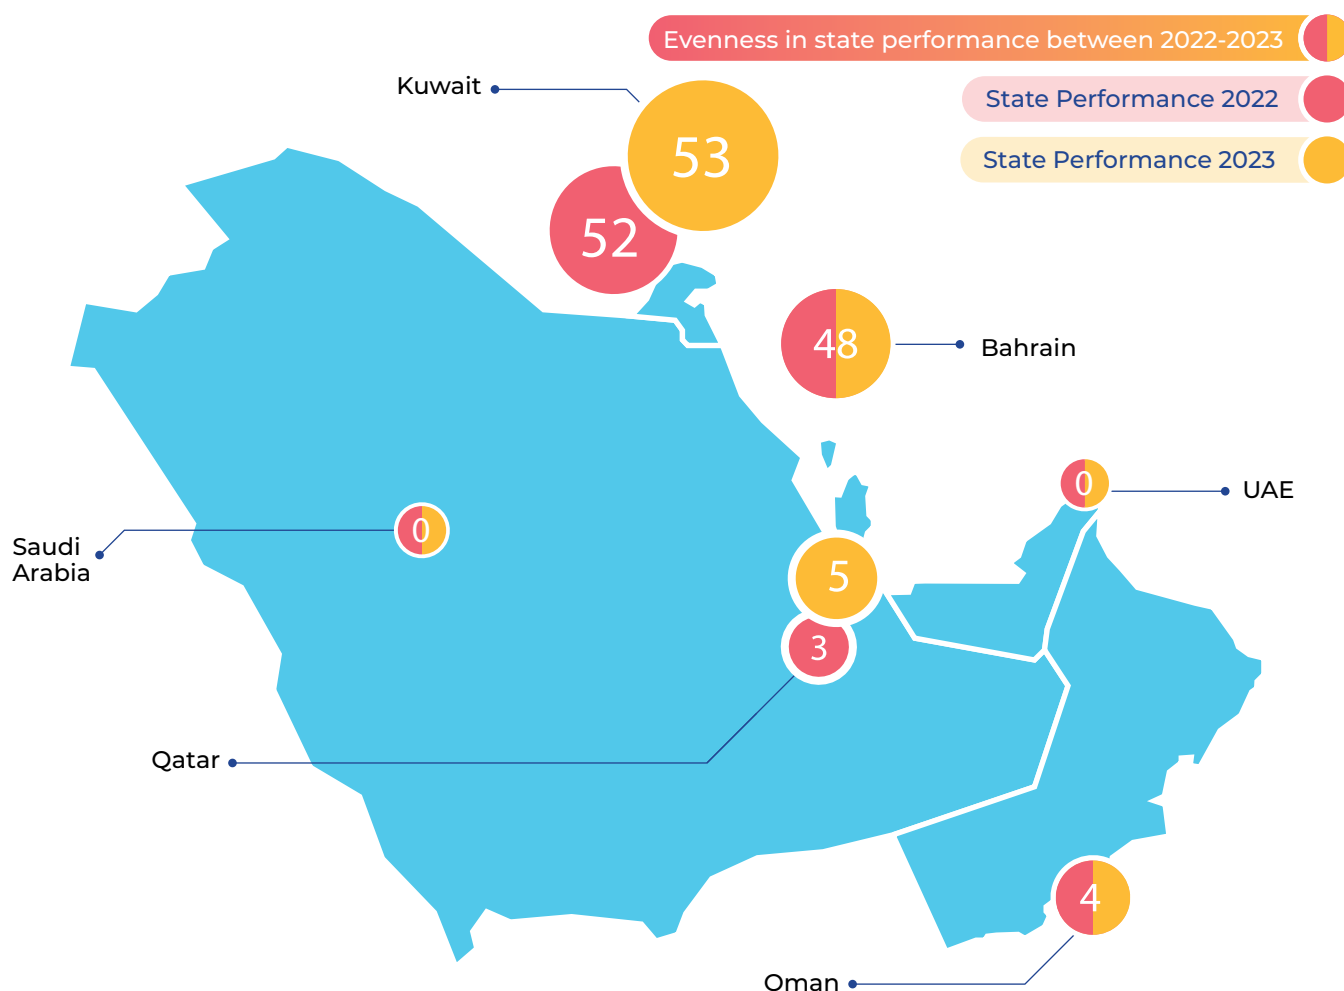 Evenness in state performance between 2022-2023
State Performance 2022
State Performance 2023
Kuwait
53
52
48
Bahrain
0
UAE
0
Saudi
Arabia
5
3
Qatar
4
Oman